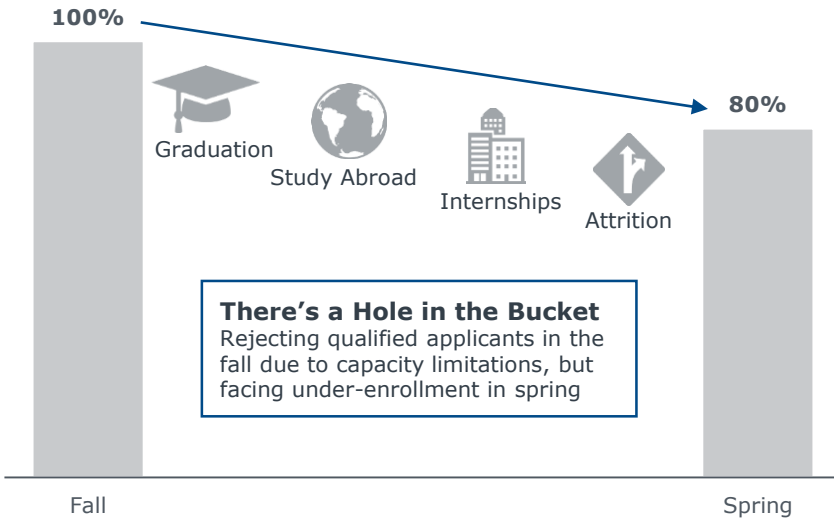 100%
80%
Graduation
Study Abroad
Internships
Attrition
There’s a Hole in the Bucket
Rejecting qualified applicants in the
fall due to capacity limitations, but
facing under-enrollment in spring
Fall
Spring